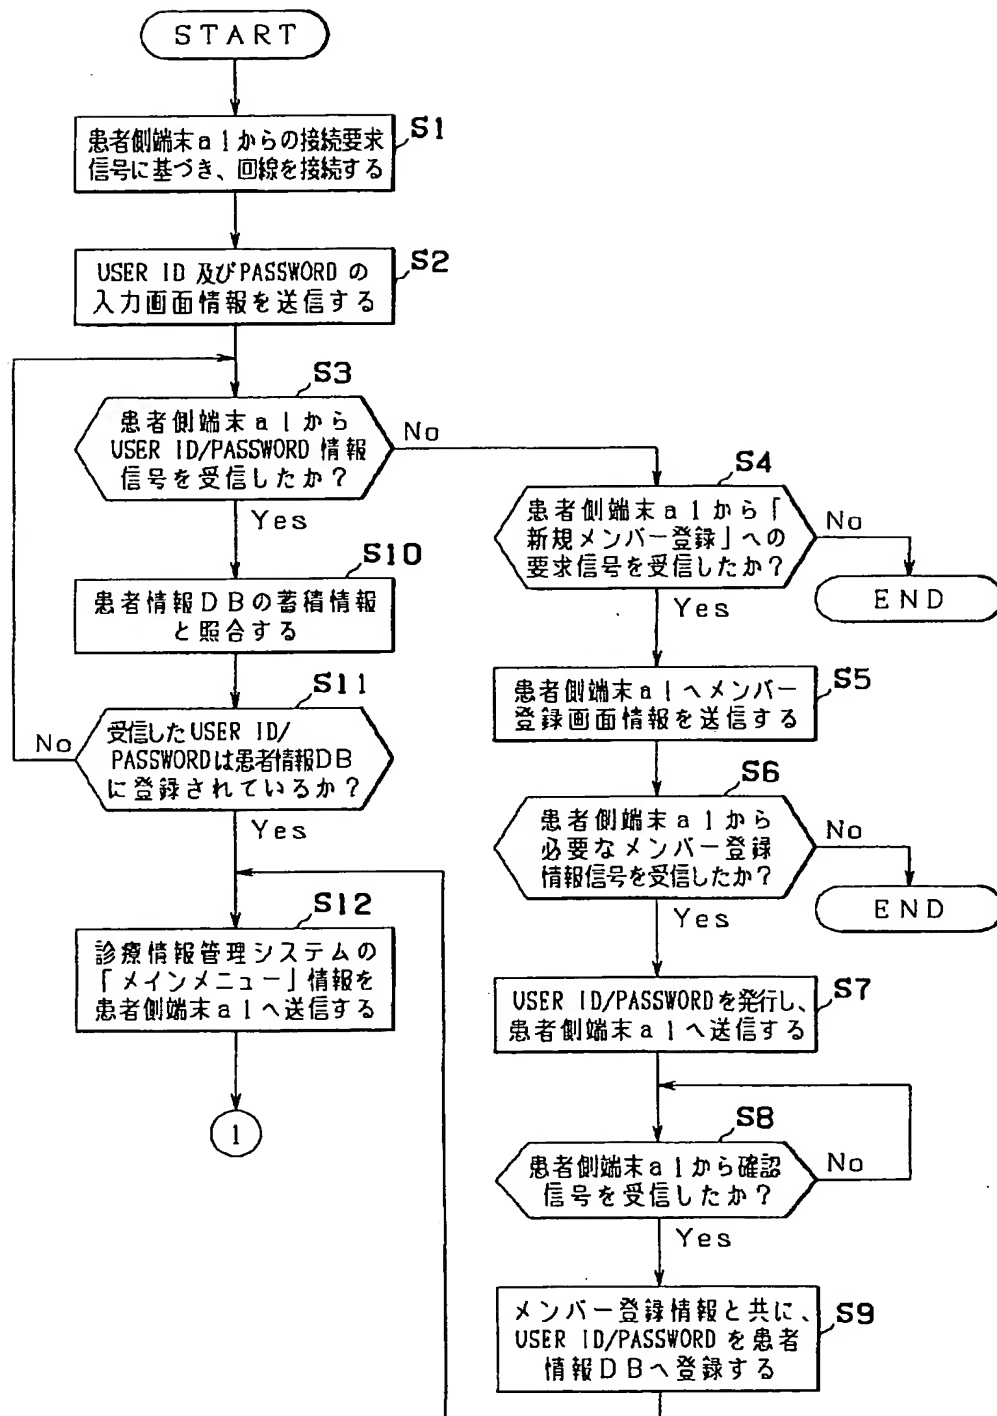 START
S1
患者側端末a1からの接続要求
信号に基づき、回線を接続する
S2
USER ID 及びPASSWORD の
入力画面情報を送信する
S3
患者側端末a1から
USER ID/PASSWORD 情報
信号を受信したか？
No
Yes
S4
患者側端末a1から「
新規メンバー登録」への
要求信号を受信したか？
No
END
Yes
S10
患者情報DBの蓄積情報
と照合する
S5
患者側端末a1へメンバー
登録画面情報を送信する
S11
受信したUSER ID/
PASSWORDは患者情報DB
に登録されているか？
No
Yes
S6
患者側端末a1から
必要なメンバー登録
情報信号を受信したか？
No
END
Yes
S12
診療情報管理システムの
「メインメニュー」情報を
患者側端末a1へ送信する
1
S7
USER ID/PASSWORDを発行し、
患者側端末a1へ送信する
S8
患者側端末a1から確認
信号を受信したか？
No
Yes
S9
メンバー登録情報と共に、
USER ID/PASSWORD を患者
情報DBへ登録する